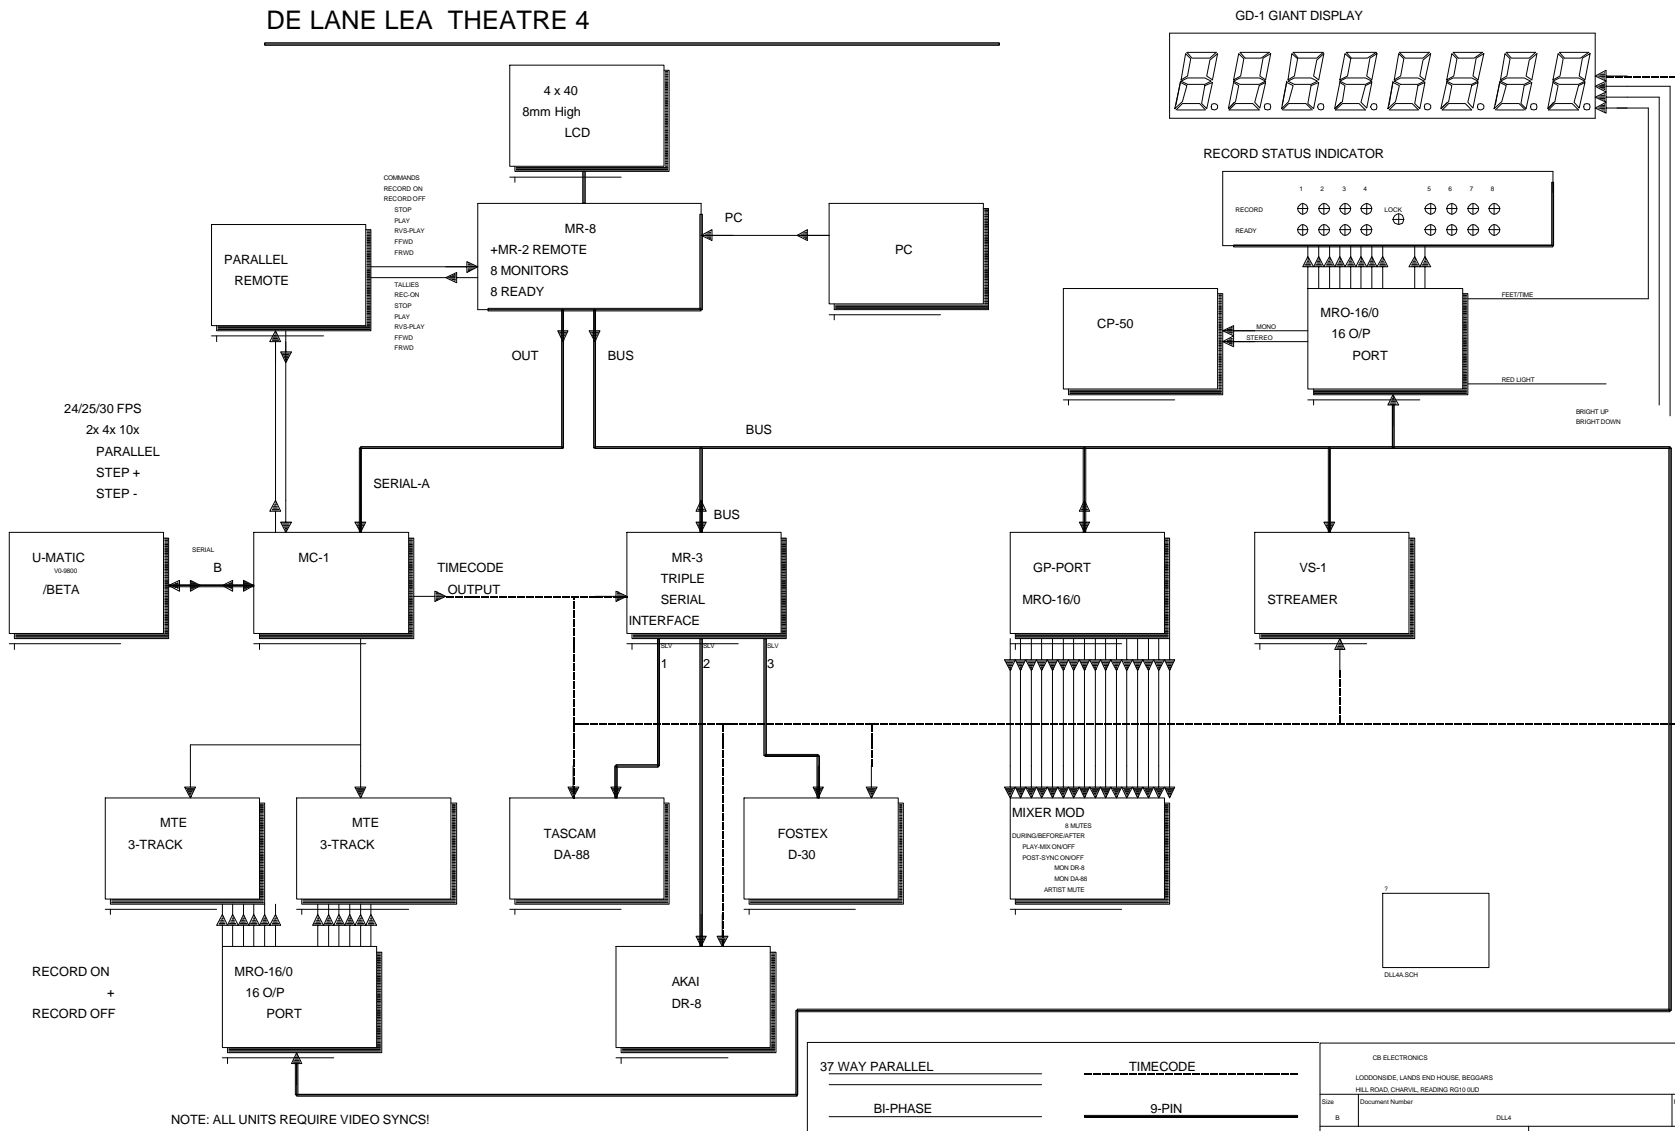 DE LANE LEA THEATRE 4
GD-1 GIANT DISPLAY
4 x 40
8mm High
LCD
RECORD STATUS INDICATOR
1 2 3 4 5 6 7 8
RECORD
LOCK
READY
COMMANDS
RECORD ON
RECORD OFF
STOP
PLAY
RVS-PLAY
FFWD
FRWD
TALLIES
REC-ON
STOP
PLAY
RVS-PLAY
FFWD
FRWD
PARALLEL
REMOTE
MR-8
+MR-2 REMOTE
8 MONITORS
8 READY
PC
PC
CP-50
MONO
STEREO
MRO-16/0
16 O/P
PORT
FEET/TIME
RED LIGHT
BRIGHT UP
BRIGHT DOWN
OUT
BUS
BUS
24/25/30 FPS
2x 4x 10x
PARALLEL
STEP +
STEP -
SERIAL-A
BUS
U-MATIC
V0-9800
/BETA
SERIAL
B
MC-1
TIMECODE
OUTPUT
MR-3
TRIPLE
SERIAL
INTERFACE
SLV
1
SLV
2
SLV
3
GP-PORT
MRO-16/0
VS-1
STREAMER
MTE
3-TRACK
MTE
3-TRACK
TASCAM
DA-88
FOSTEX
D-30
MIXER MOD
8 MUTES
DURING/BEFORE/AFTER
PLAY-MIX ON/OFF
POST-SYNC ON/OFF
MON DR-8
MON DA-88
ARTIST MUTE
?
DLL4A.SCH
RECORD ON
+
RECORD OFF
MRO-16/0
16 O/P
PORT
AKAI
DR-8
37 WAY PARALLEL
TIMECODE
BI-PHASE
9-PIN
CB ELECTRONICS
LODDONSIDE, LANDS END HOUSE, BEGGARS
HILL ROAD, CHARVIL, READING RG10 0UD
Size
Document Number
B
DLL4
NOTE: ALL UNITS REQUIRE VIDEO SYNCS!